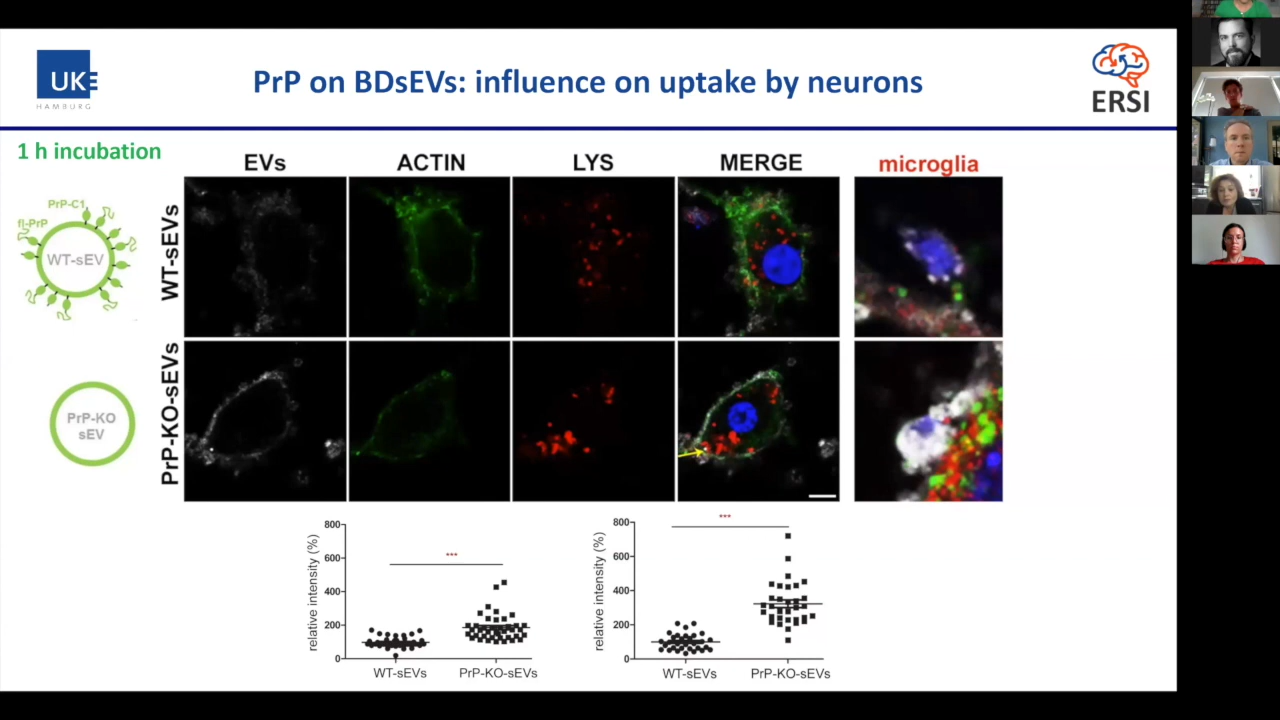 UKE
HAMBURG
PrP on BDsEVs: influence on uptake by neurons
ERSI
1 h incubation
EVs ACTIN LYS MERGE microglia
PrP-C1
fl-PrP
WT-sEV
WT-sEVs
PrP-KO
sEV
PrP-KO-sEVs
relative intensity (%)
800
600
400
200
0
***
WT-sEVs PrP-KO-sEVs
relative intensity (%)
800
600
400
200
0
***
WT-sEVs PrP-KO-sEVs